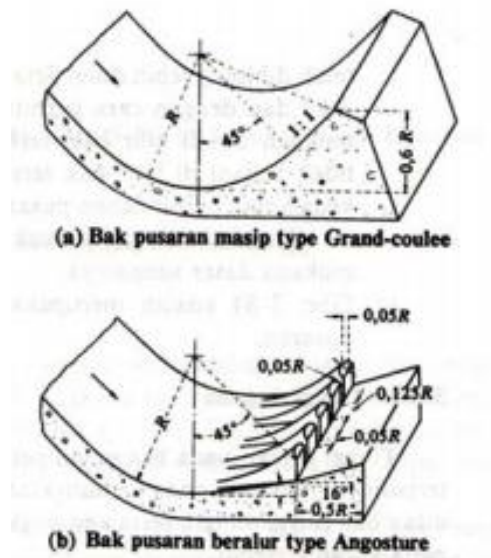 R
45°
1:1
0,6 R
c
(a) Bak pusaran masip type Grand-coulee
0,05R
0,05R
0,125R
R
45°
0,05R
16°
0,5R
(b) Bak pusaran beralur type Angosture